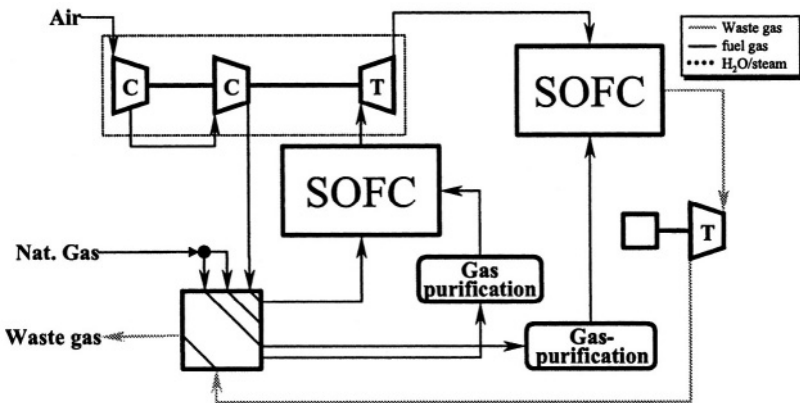 Air
Waste gas
fuel gas
H₂O/steam
C
C
T
SOFC
SOFC
T
Nat. Gas
Gas
purification
Waste gas
Gas-
purification